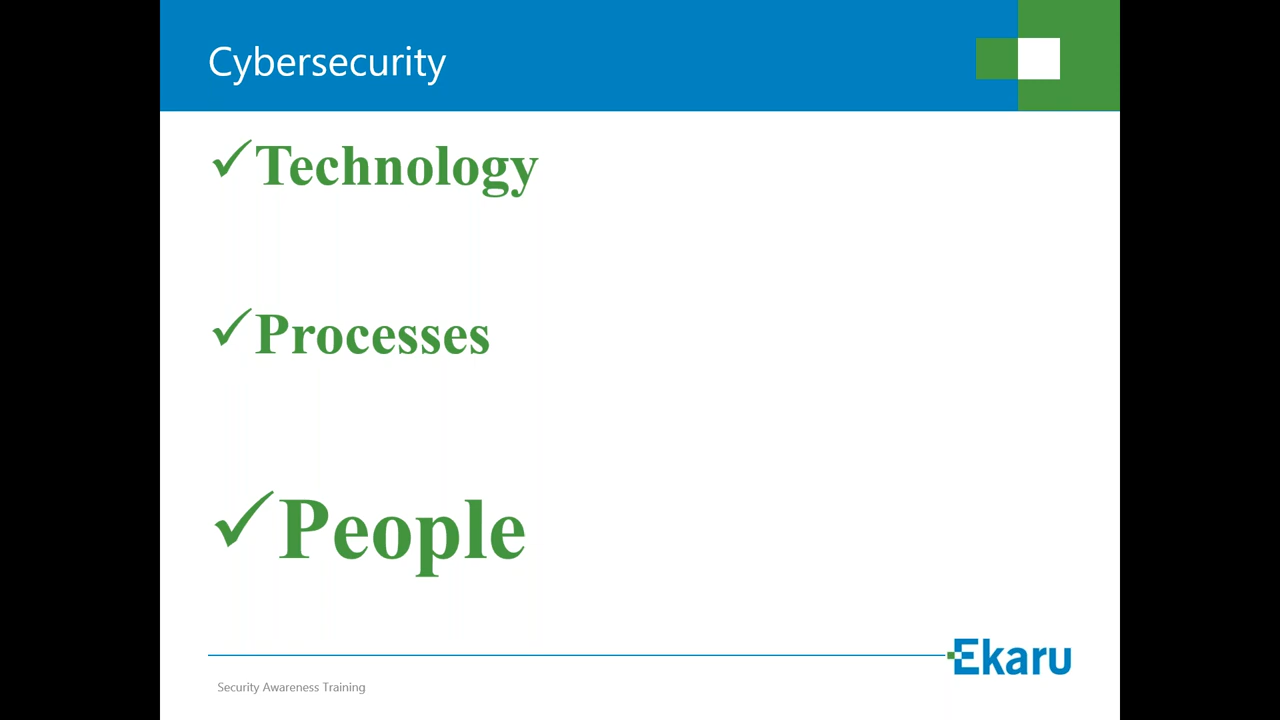 Cybersecurity
✓Technology
✓Processes
✓People
Ekaru
Security Awareness Training